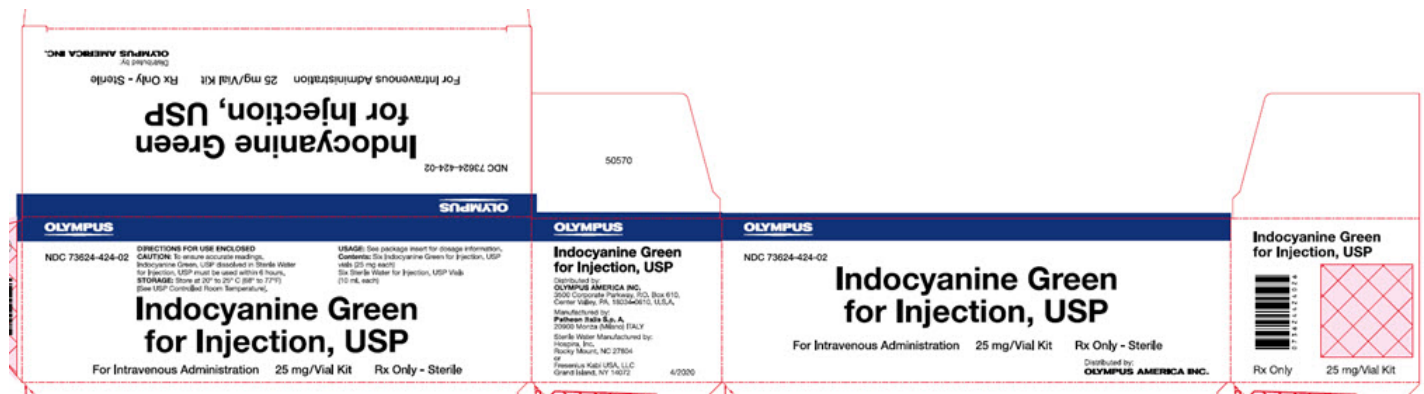 OLYMPUS AMERICA INC.
Distributed by:
For Intravenous Administration 25 mg/Vial Kit Rx Only - Sterile
Indocyanine Green
for Injection, USP
NDC 73624-424-02
OLYMPUS
OLYMPUS
NDC 73624-424-02
DIRECTIONS FOR USE ENCLOSED
CAUTION: To ensure accurate readings,
Indocyanine Green, USP dissolved in Sterile Water
for Injection, USP must be used within 6 hours.
STORAGE: Store at 20° to 25° C (68° to 77°F)
[See USP Controlled Room Temperature].
USAGE: See package insert for dosage information.
Contents: Six Indocyanine Green for Injection, USP
vials (25 mg each)
Six Sterile Water for Injection, USP Vials
(10 mL each)
Indocyanine Green
for Injection, USP
For Intravenous Administration 25 mg/Vial Kit Rx Only - Sterile
50570
OLYMPUS
Indocyanine Green
for Injection, USP
Distributed by:
OLYMPUS AMERICA INC.
3500 Corporate Parkway, P.O. Box 610,
Center Valley, PA, 18034-0610, U.S.A.
Manufactured by:
Patheon Italia S.p. A.
20900 Monza (Milano) ITALY
Sterile Water Manufactured by:
Hospira, Inc.
Rocky Mount, NC 27804
or
Fresenius Kabi USA, LLC
Grand Island, NY 14072
4/2020
OLYMPUS
NDC 73624-424-02
Indocyanine Green
for Injection, USP
For Intravenous Administration 25 mg/Vial Kit Rx Only - Sterile
Distributed by:
OLYMPUS AMERICA INC.
Indocyanine Green
for Injection, USP
Rx Only 25 mg/Vial Kit